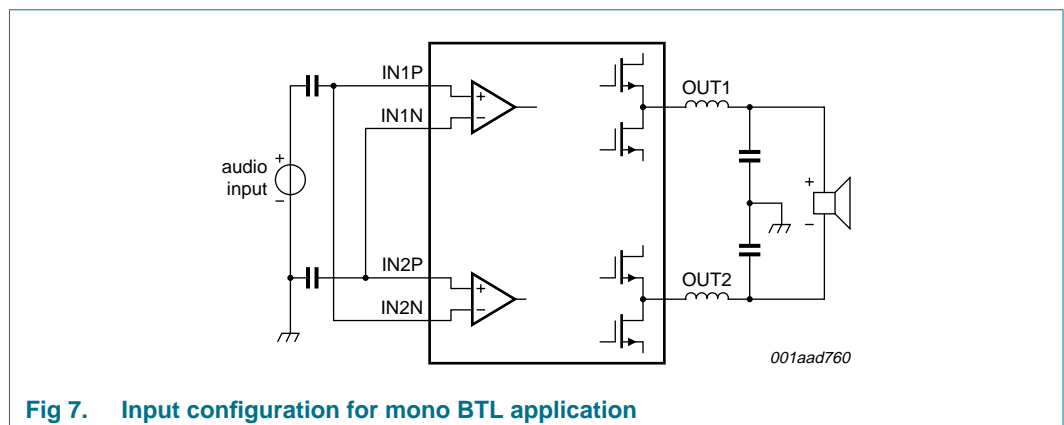 IN1P
IN1N
+
−
OUT1
audio
input
+
−
+
−
IN2P
IN2N
+
−
OUT2
001aad760
Fig 7. Input configuration for mono BTL application